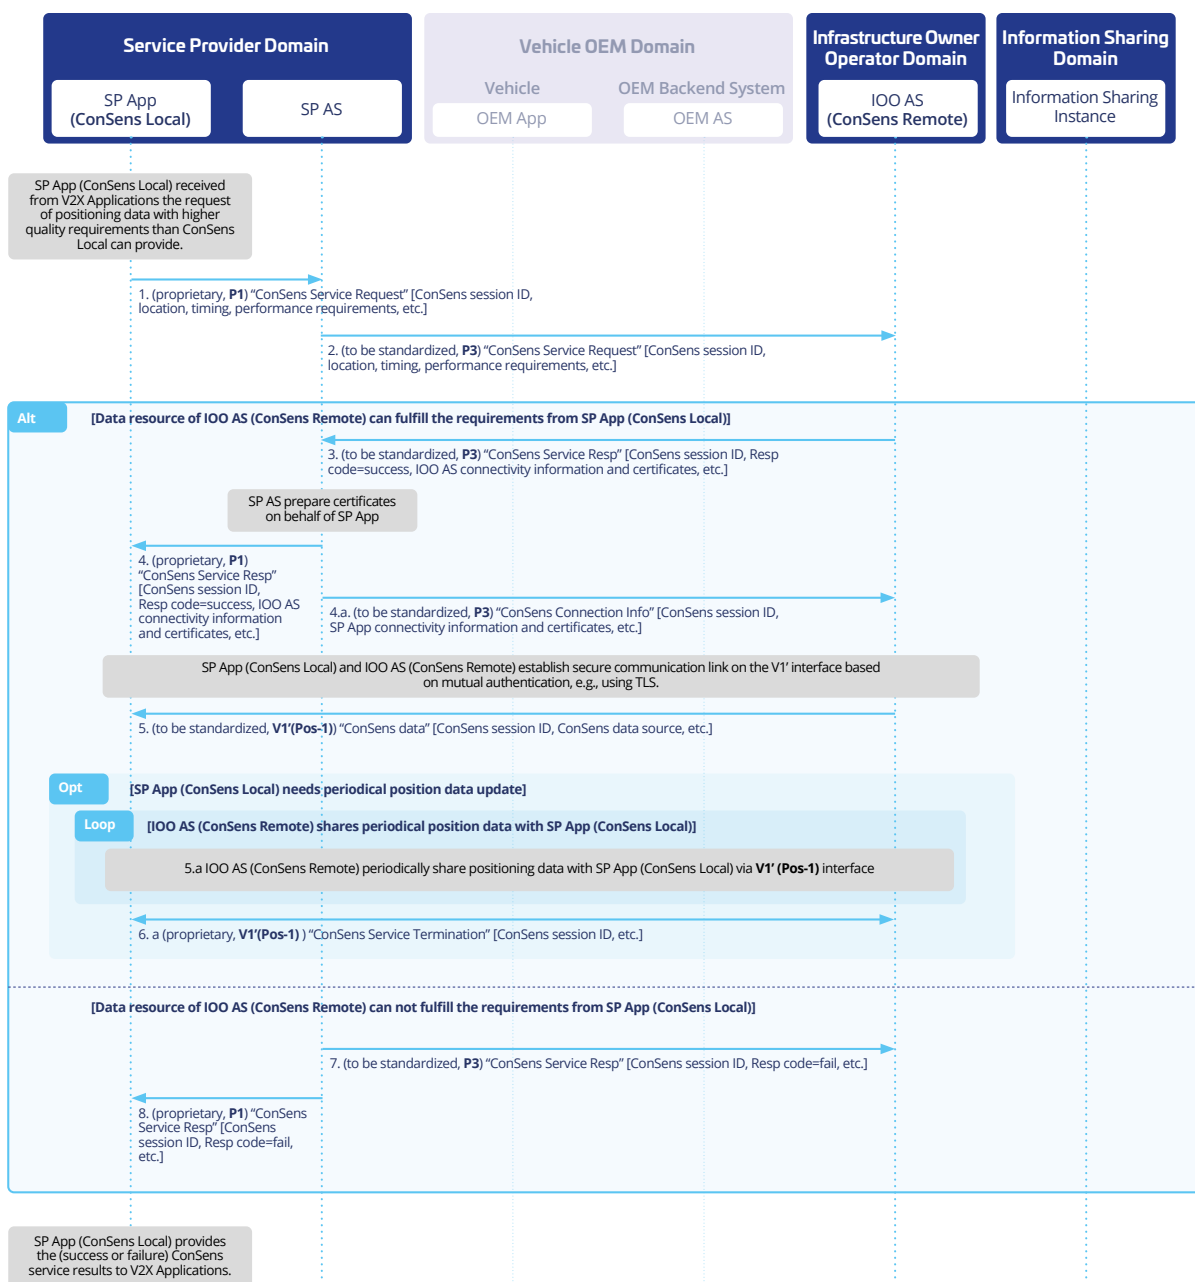 Service Provider Domain
Vehicle OEM Domain
Infrastructure Owner
Operator Domain
Information Sharing
Domain
Vehicle
OEM Backend System
SP App
(ConSens Local)
SP AS
OEM App
OEM AS
IOO AS
(ConSens Remote)
Information Sharing
Instance
SP App (ConSens Local) received
from V2X Applications the request
of positioning data with higher
quality requirements than ConSens
Local can provide.
1. (proprietary, P1) “ConSens Service Request” [ConSens session ID,
location, timing, performance requirements, etc.]
2. (to be standardized, P3) “ConSens Service Request” [ConSens session ID,
location, timing, performance requirements, etc.]
Alt
[Data resource of IOO AS (ConSens Remote) can fulfill the requirements from SP App (ConSens Local)]
3. (to be standardized, P3) “ConSens Service Resp” [ConSens session ID, Resp
code=success, IOO AS connectivity information and certificates, etc.]
SP AS prepare certificates
on behalf of SP App
4. (proprietary, P1)
“ConSens Service Resp”
[ConSens session ID,
Resp code=success, IOO AS
connectivity information
and certificates, etc.]
4.a. (to be standardized, P3) “ConSens Connection Info” [ConSens session ID,
SP App connectivity information and certificates, etc.]
SP App (ConSens Local) and IOO AS (ConSens Remote) establish secure communication link on the V1’ interface based
on mutual authentication, e.g., using TLS.
5. (to be standardized, V1’(Pos-1)) “ConSens data” [ConSens session ID, ConSens data source, etc.]
Opt
[SP App (ConSens Local) needs periodical position data update]
Loop
[IOO AS (ConSens Remote) shares periodical position data with SP App (ConSens Local)]
5.a IOO AS (ConSens Remote) periodically share positioning data with SP App (ConSens Local) via V1’ (Pos-1) interface
6. a (proprietary, V1’(Pos-1) ) “ConSens Service Termination” [ConSens session ID, etc.]
[Data resource of IOO AS (ConSens Remote) can not fulfill the requirements from SP App (ConSens Local)]
7. (to be standardized, P3) “ConSens Service Resp” [ConSens session ID, Resp code=fail, etc.]
8. (proprietary, P1) “ConSens
Service Resp” [ConSens
session ID, Resp code=fail,
etc.]
SP App (ConSens Local) provides
the (success or failure) ConSens
service results to V2X Applications.